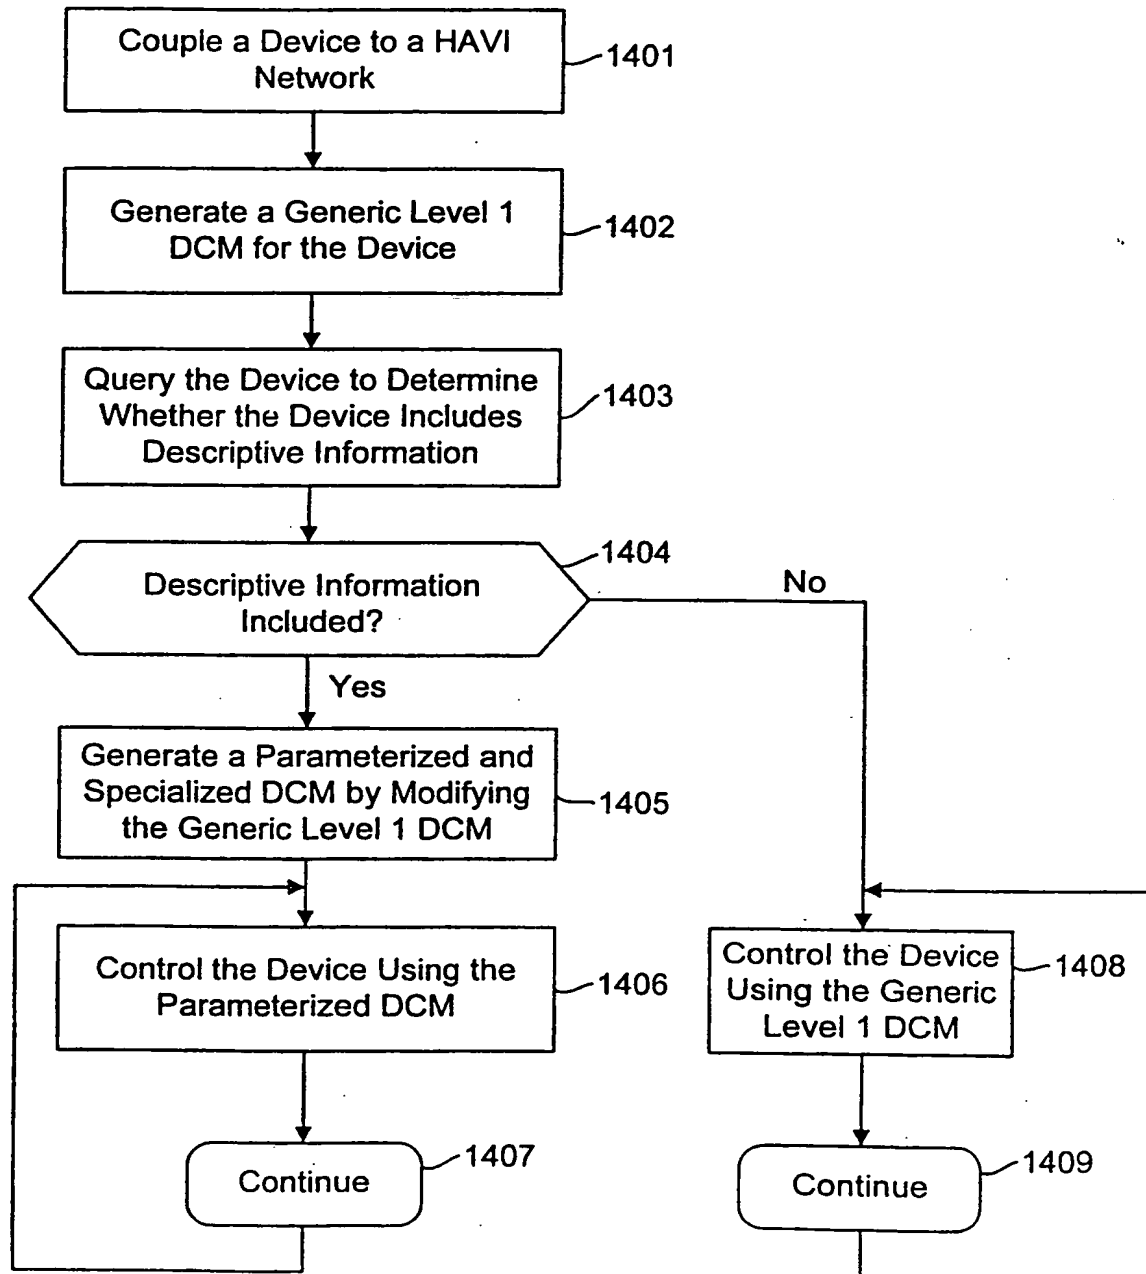 Couple a Device to a HAVI
Network
1401
Generate a Generic Level 1
DCM for the Device
1402
Query the Device to Determine
Whether the Device Includes
Descriptive Information
1403
Descriptive Information
Included?
1404
No
Yes
Generate a Parameterized and
Specialized DCM by Modifying
the Generic Level 1 DCM
1405
Control the Device Using the
Parameterized DCM
1406
Control the Device
Using the Generic
Level 1 DCM
1408
Continue
1407
Continue
1409